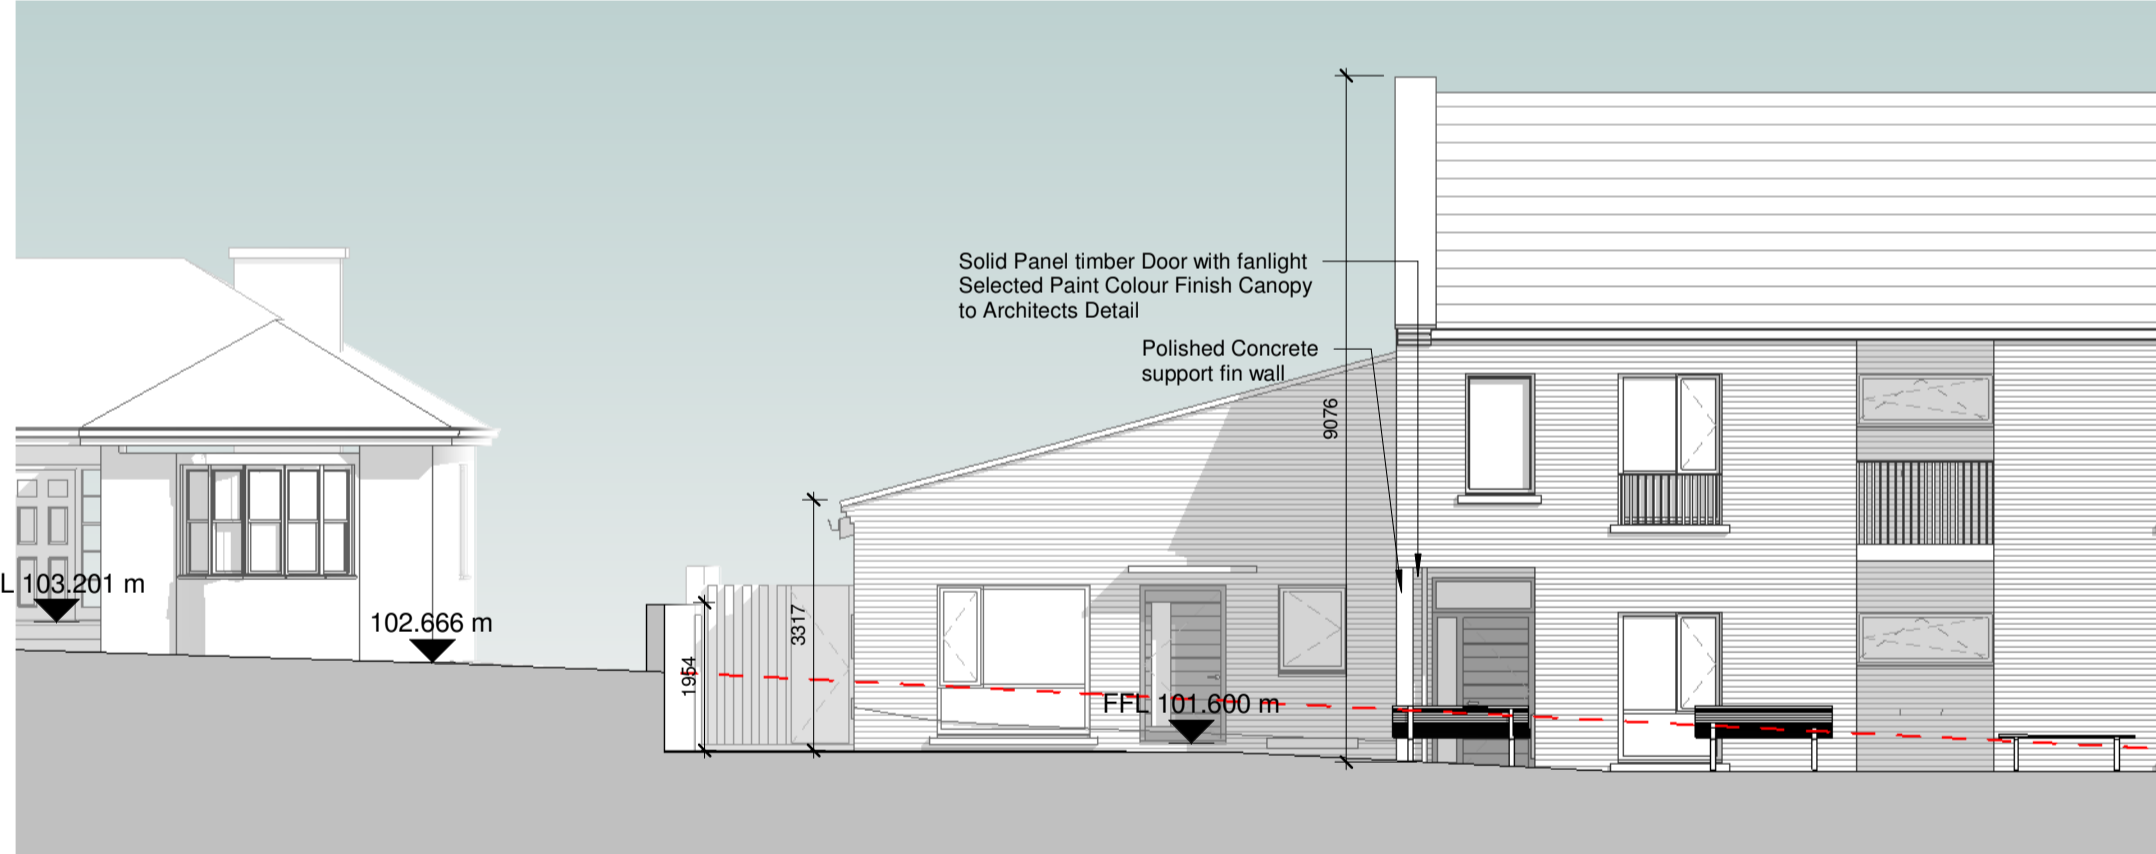 Solid Panel timber Door with fanlight
Selected Paint Colour Finish Canopy
to Architects Detail
Polished Concrete
support fin wall
9076
L 103.201 m
102.666 m
3317
1954
FFL 101.600 m